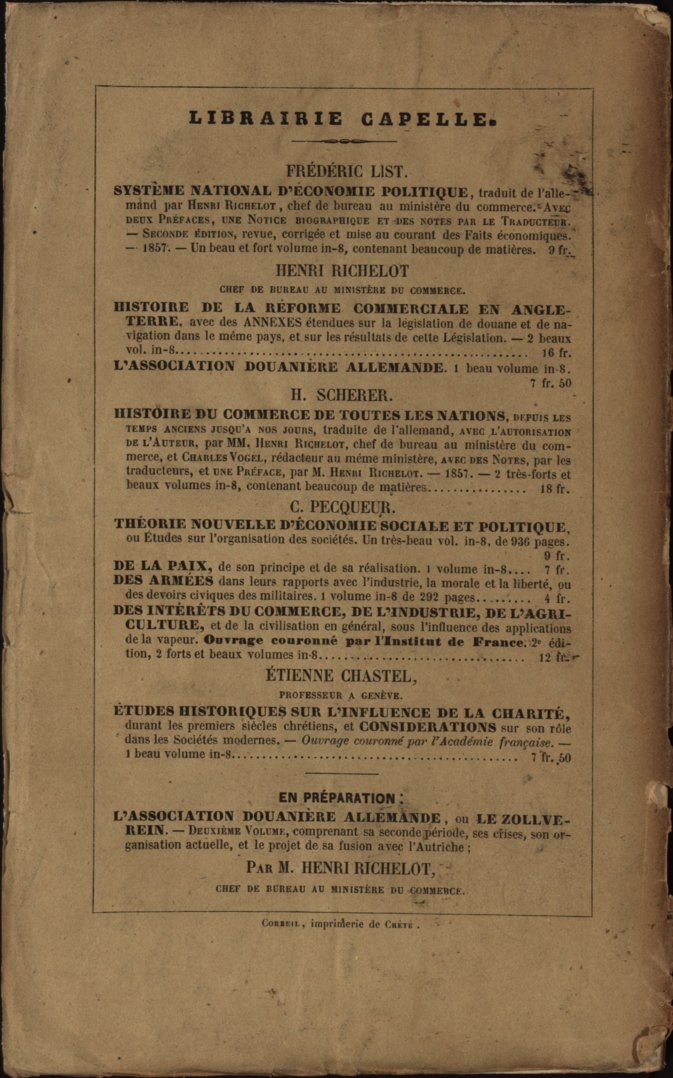 LIBRAIRIE CAPELLE.
FRÉDÉRIC LIST.
SYSTÈME NATIONAL D'ÉCONOMIE POLITIQUE, traduit de l'alle-
mand par HENRI RICHELOT, chef de bureau au ministère du commerce. AVEC
DEUX PRÉFACES, UNE NOTICE BIOGRAPHIQUE ET DES NOTES PAR LE TRADUCTEUR.
— SECONDE ÉDITION, revue, corrigée et mise au courant des Faits économiques.
— 1857. — Un beau et fort volume in-8, contenant beaucoup de matières. 9 fr.
HENRI RICHELOT
CHEF DE BUREAU AU MINISTÈRE DU COMMERCE.
HISTOIRE DE LA RÉFORME COMMERCIALE EN ANGLE-
TERRE, avec des ANNEXES étendues sur la législation de douane et de na-
vigation dans le même pays, et sur les résultats de cette Législation. — 2 beaux
vol. in-8................................................ 16 fr.
L'ASSOCIATION DOUANIÈRE ALLEMANDE. 1 beau volume in-8.
7 fr. 50
H. SCHERER.
HISTOIRE DU COMMERCE DE TOUTES LES NATIONS, DEPUIS LES
TEMPS ANCIENS JUSQU'A NOS JOURS, traduite de l'allemand, AVEC L'AUTORISATION
DE L'AUTEUR, par MM. HENRI RICHELOT, chef de bureau au ministère du com-
merce, et CHARLES VOGEL, rédacteur au même ministère, AVEC DES NOTES, par les
traducteurs, et UNE PRÉFACE, par M. HENRI RICHELOT. — 1857. — 2 très-forts et
beaux volumes in-8, contenant beaucoup de matières................ 18 fr.
C. PECQUEUR.
THÉORIE NOUVELLE D'ÉCONOMIE SOCIALE ET POLITIQUE,
ou Études sur l'organisation des sociétés. Un très-beau vol. in-8, de 936 pages.
9 fr.
DE LA PAIX, de son principe et de sa réalisation. 1 volume in-8.... 7 fr.
DES ARMÉES dans leurs rapports avec l'industrie, la morale et la liberté, ou
des devoirs civiques des militaires. 1 volume in-8 de 292 pages......... 4 fr.
DES INTÉRÊTS DU COMMERCE, DE L'INDUSTRIE, DE L'AGRI-
CULTURE, et de la civilisation en général, sous l'influence des applications
de la vapeur. Ouvrage couronné par l'Institut de France. 2e édi-
tion, 2 forts et beaux volumes in-8................................ 12 fr.
ÉTIENNE CHASTEL,
PROFESSEUR A GENÈVE.
ÉTUDES HISTORIQUES SUR L'INFLUENCE DE LA CHARITÉ,
durant les premiers siècles chrétiens, et CONSIDÉRATIONS sur son rôle
dans les Sociétés modernes. — Ouvrage couronné par l'Académie française. —
1 beau volume in-8............................................ 7 fr. 50
EN PRÉPARATION :
L'ASSOCIATION DOUANIÈRE ALLEMANDE, ou LE ZOLLVE-
REIN. — DEUXIÈME VOLUME, comprenant sa seconde période, ses crises, son or-
ganisation actuelle, et le projet de sa fusion avec l'Autriche ;
PAR M. HENRI RICHELOT,
CHEF DE BUREAU AU MINISTÈRE DU COMMERCE.
CORBEIL, imprimerie de CRÉTÉ.